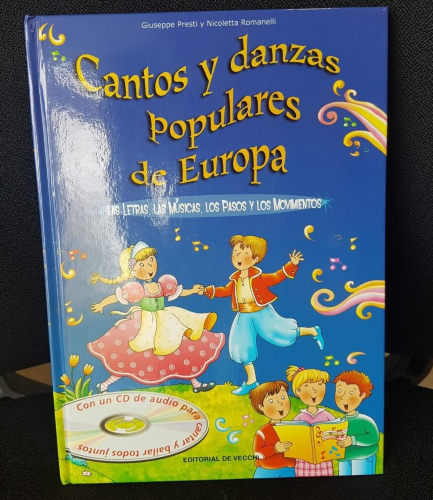 Giuseppe Presti y Nicoletta Romanelli
Cantos y danzas
populares
de Europa
Las Letras, las Músicas, los Pasos y los Movimientos
Con un CD de audio para
cantar y bailar todos juntos
EDITORIAL DE VECCHI